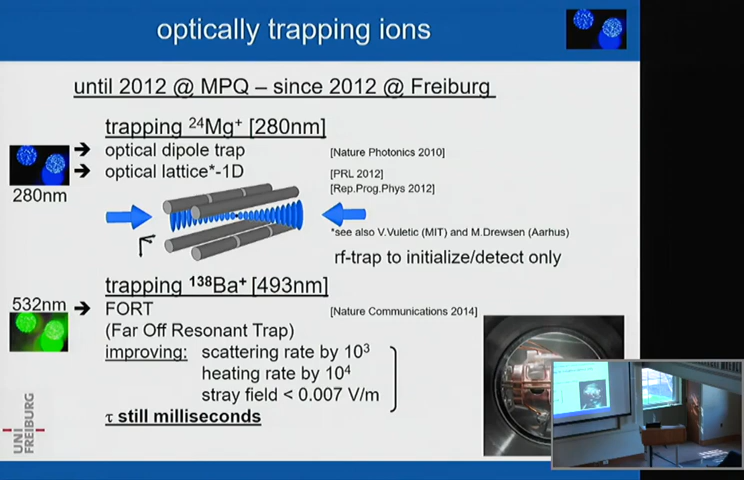 optically trapping ions
until 2012 @ MPQ – since 2012 @ Freiburg
trapping ²⁴Mg⁺ [280nm]
➔ optical dipole trap [Nature Photonics 2010]
➔ optical lattice*-1D [PRL 2012]
[Rep.Prog.Phys 2012]
280nm
*see also V.Vuletic (MIT) and M.Drewsen (Aarhus)
rf-trap to initialize/detect only
trapping ¹³⁸Ba⁺ [493nm]
532nm ➔ FORT [Nature Communications 2014]
(Far Off Resonant Trap)
improving: scattering rate by 10³
heating rate by 10⁴
stray field < 0.007 V/m
τ still milliseconds
UNI
FREIBURG